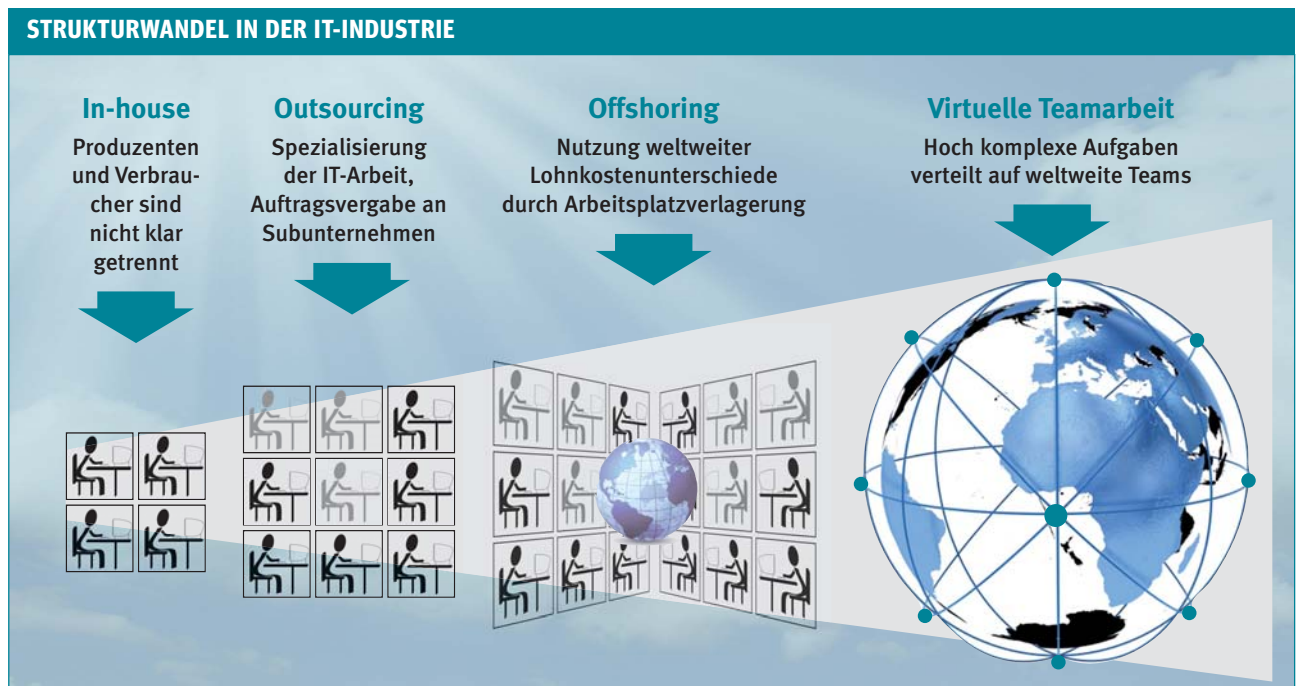 STRUKTURWANDEL IN DER IT-INDUSTRIE
In-house
Produzenten
und Verbrau-
cher sind
nicht klar
getrennt
Outsourcing
Spezialisierung
der IT-Arbeit,
Auftragsvergabe an
Subunternehmen
Offshoring
Nutzung weltweiter
Lohnkostenunterschiede
durch Arbeitsplatzverlagerung
Virtuelle Teamarbeit
Hoch komplexe Aufgaben
verteilt auf weltweite Teams